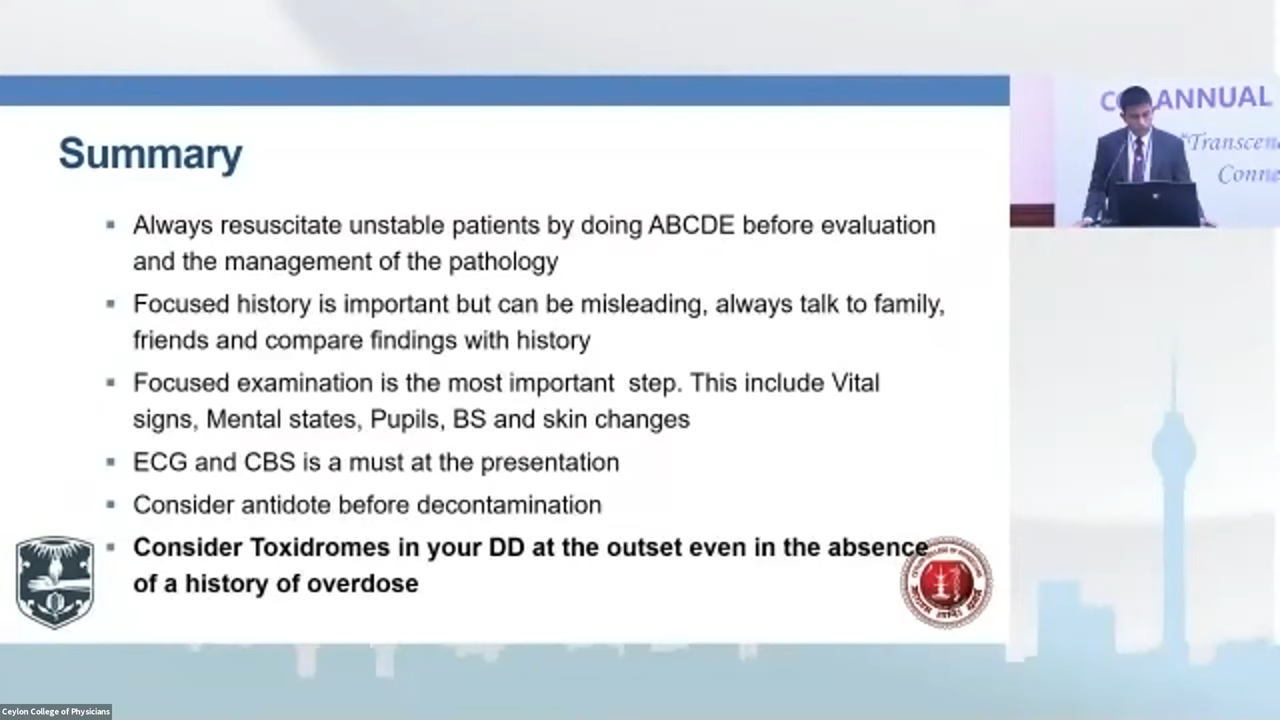 Summary
Always resuscitate unstable patients by doing ABCDE before evaluation
and the management of the pathology
Focused history is important but can be misleading, always talk to family,
friends and compare findings with history
Focused examination is the most important step. This include Vital
signs, Mental states, Pupils, BS and skin changes
ECG and CBS is a must at the presentation
Consider antidote before decontamination
Consider Toxidromes in your DD at the outset even in the absence
of a history of overdose
ANNUAL
Ceylon College of Physicians